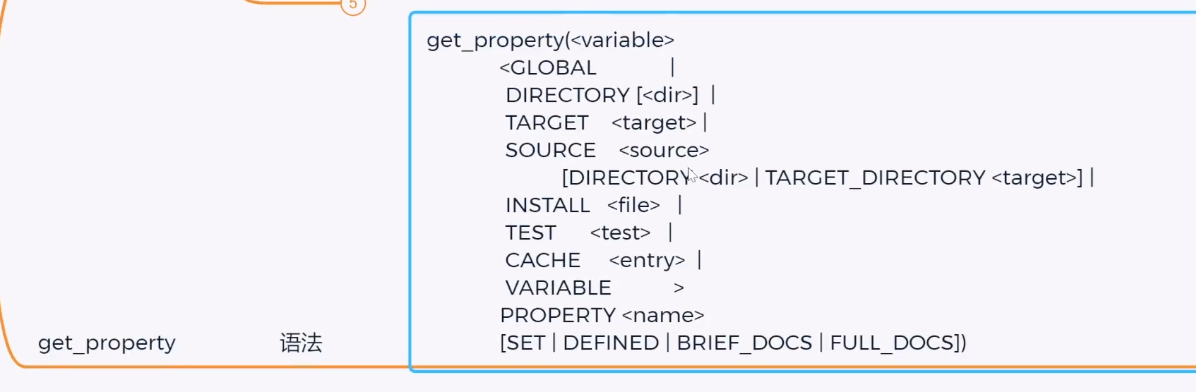 5
get_property(<variable>
<GLOBAL |
DIRECTORY [<dir>] |
TARGET <target> |
SOURCE <source>
[DIRECTORY <dir> | TARGET_DIRECTORY <target>] |
INSTALL <file> |
TEST <test> |
CACHE <entry> |
VARIABLE >
PROPERTY <name>
[SET | DEFINED | BRIEF_DOCS | FULL_DOCS])
get_property 语法